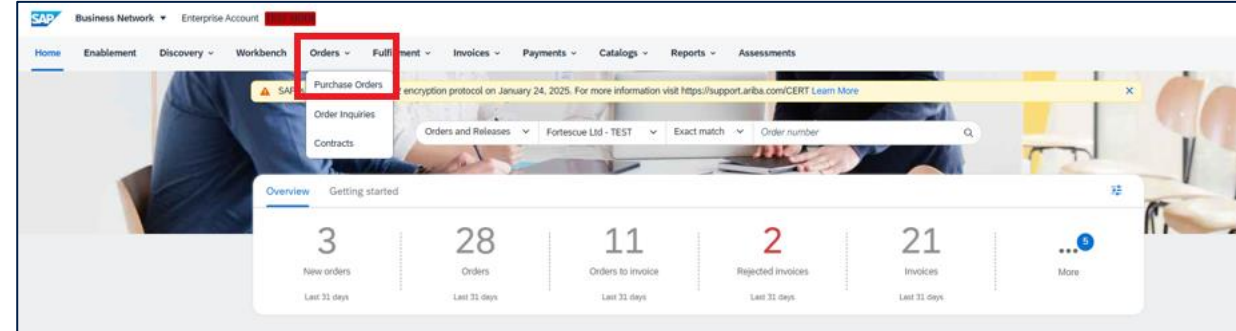 SAP Business Network Enterprise Account
Home Enablement Discovery Workbench Orders Fulfillment Invoices Payments Catalogs Reports Assessments
Purchase Orders
Order Inquiries
Contracts
encryption protocol on January 24, 2025. For more information visit https://support.ariba.com/CERT Learn More
Orders and Releases Fortescue Ltd - TEST Exact match Order number
Overview Getting started
3 28 11 2 21 ... 5
New orders Orders Orders to invoice Rejected invoices Invoices More
Last 31 days Last 31 days Last 31 days Last 31 days Last 31 days